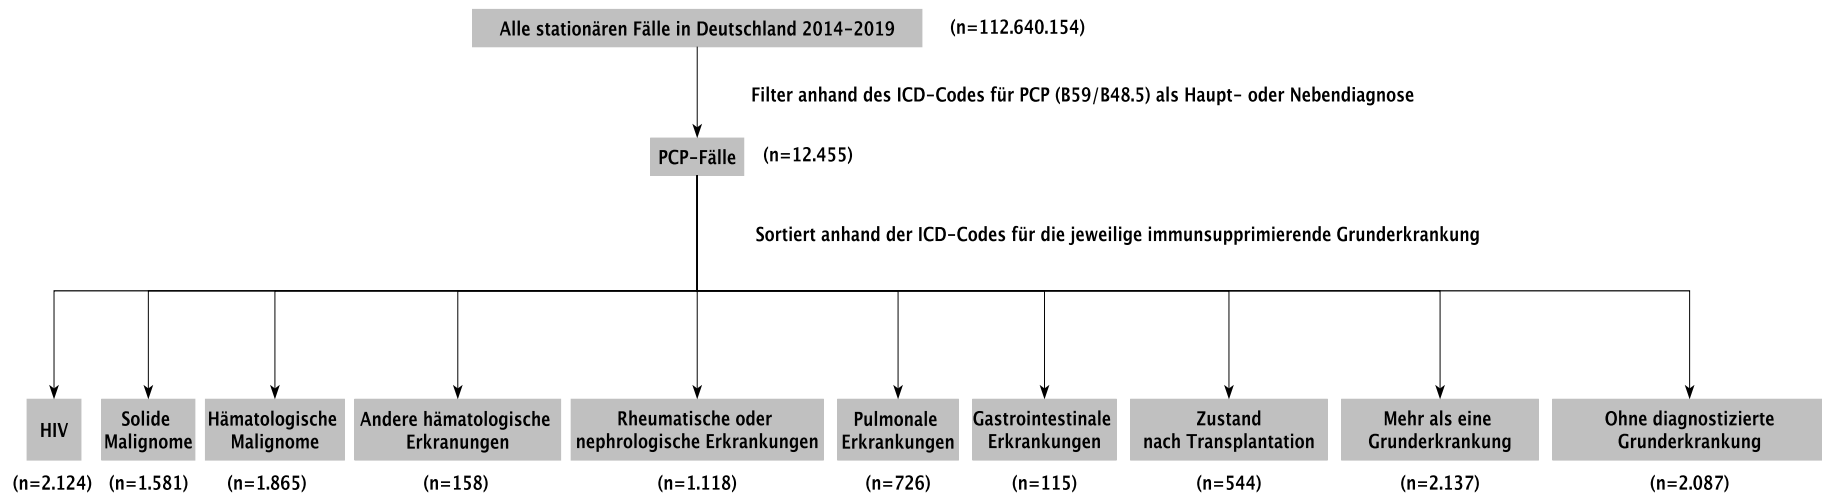 Alle stationären Fälle in Deutschland 2014–2019 (n=112.640.154)
Filter anhand des ICD-Codes für PCP (B59/B48.5) als Haupt- oder Nebendiagnose
PCP-Fälle (n=12.455)
Sortiert anhand der ICD-Codes für die jeweilige immunsupprimierende Grunderkrankung
HIV
(n=2.124)
Solide
Malignome
(n=1.581)
Hämatologische
Malignome
(n=1.865)
Andere hämatologische
Erkranungen
(n=158)
Rheumatische oder
nephrologische Erkrankungen
(n=1.118)
Pulmonale
Erkrankungen
(n=726)
Gastrointestinale
Erkrankungen
(n=115)
Zustand
nach Transplantation
(n=544)
Mehr als eine
Grunderkrankung
(n=2.137)
Ohne diagnostizierte
Grunderkrankung
(n=2.087)